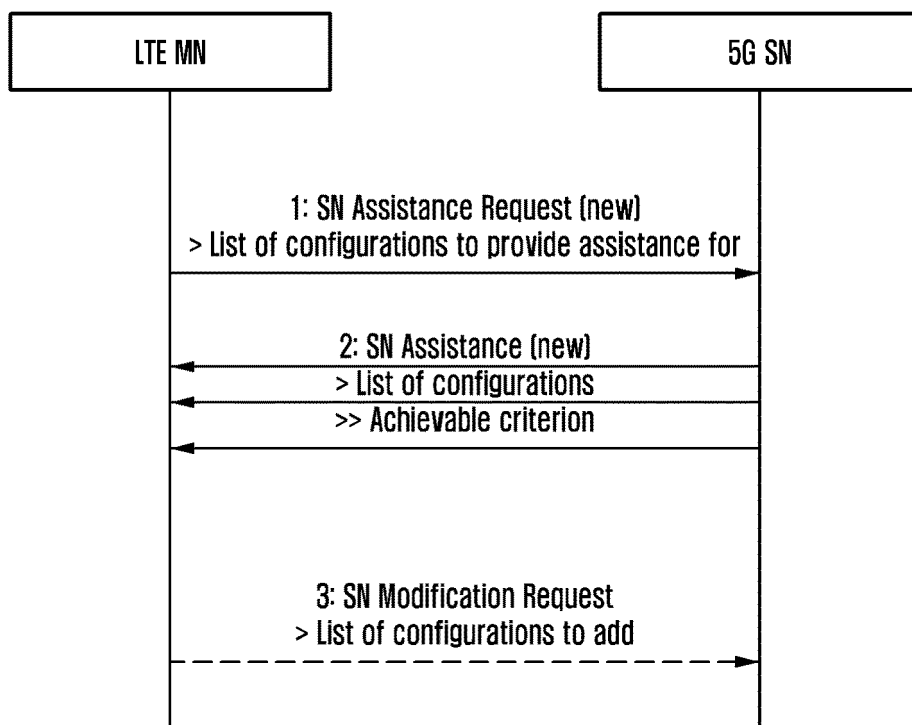 LTE MN
5G SN
1: SN Assistance Request (new)
> List of configurations to provide assistance for
2: SN Assistance (new)
> List of configurations
>> Achievable criterion
3: SN Modification Request
> List of configurations to add